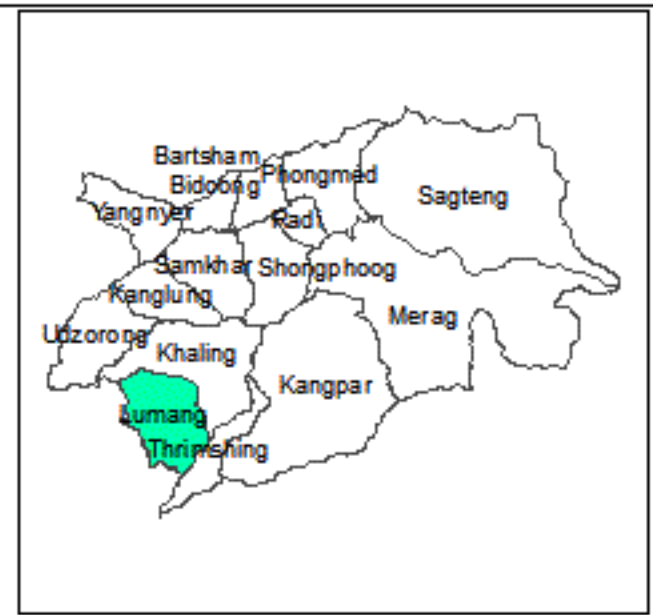 Bartsham
Bidoong
Phongmed
Sagteng
Yangnyer
Radi
Samkhar
Shongphoog
Kanglung
Merag
Udzorong
Khaling
Kangpar
Lumang
Thrimshing